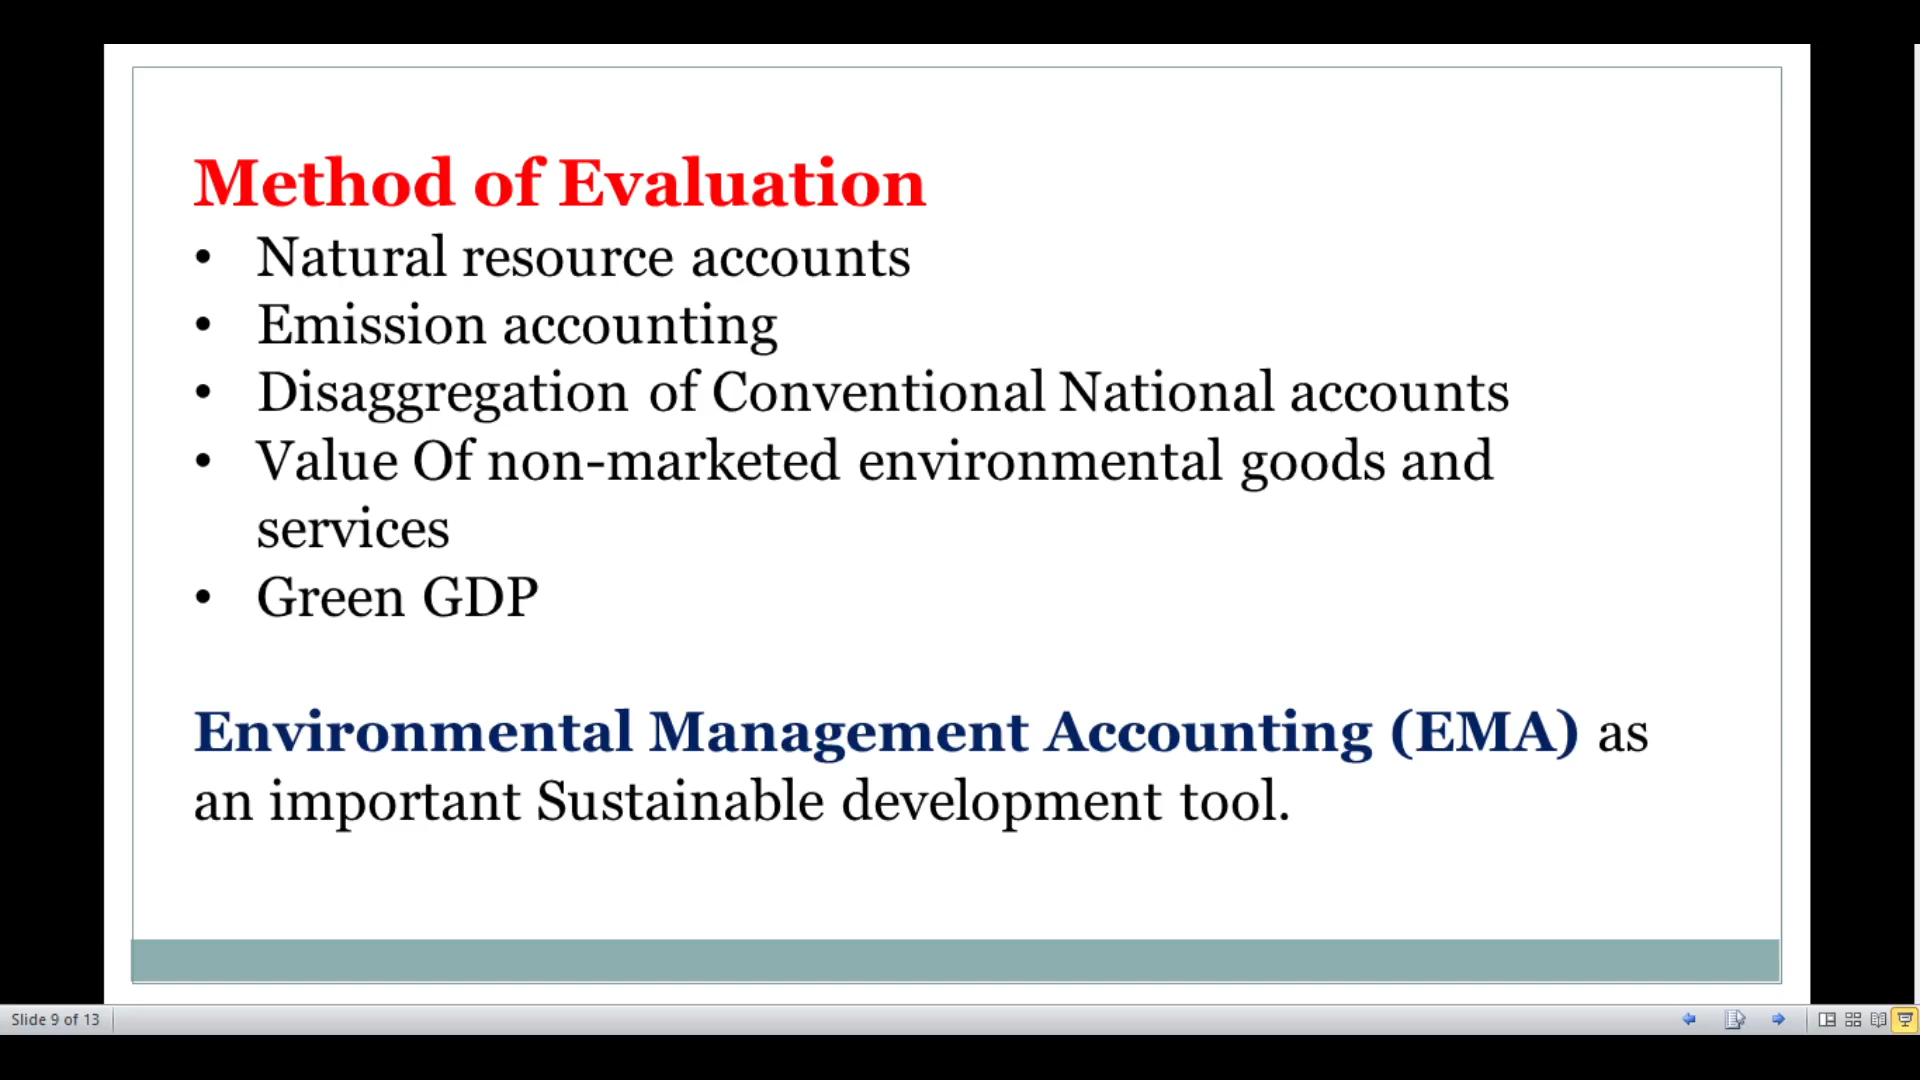 Method of Evaluation
• Natural resource accounts
• Emission accounting
• Disaggregation of Conventional National accounts
• Value Of non-marketed environmental goods and
services
• Green GDP
Environmental Management Accounting (EMA) as
an important Sustainable development tool.
Slide 9 of 13